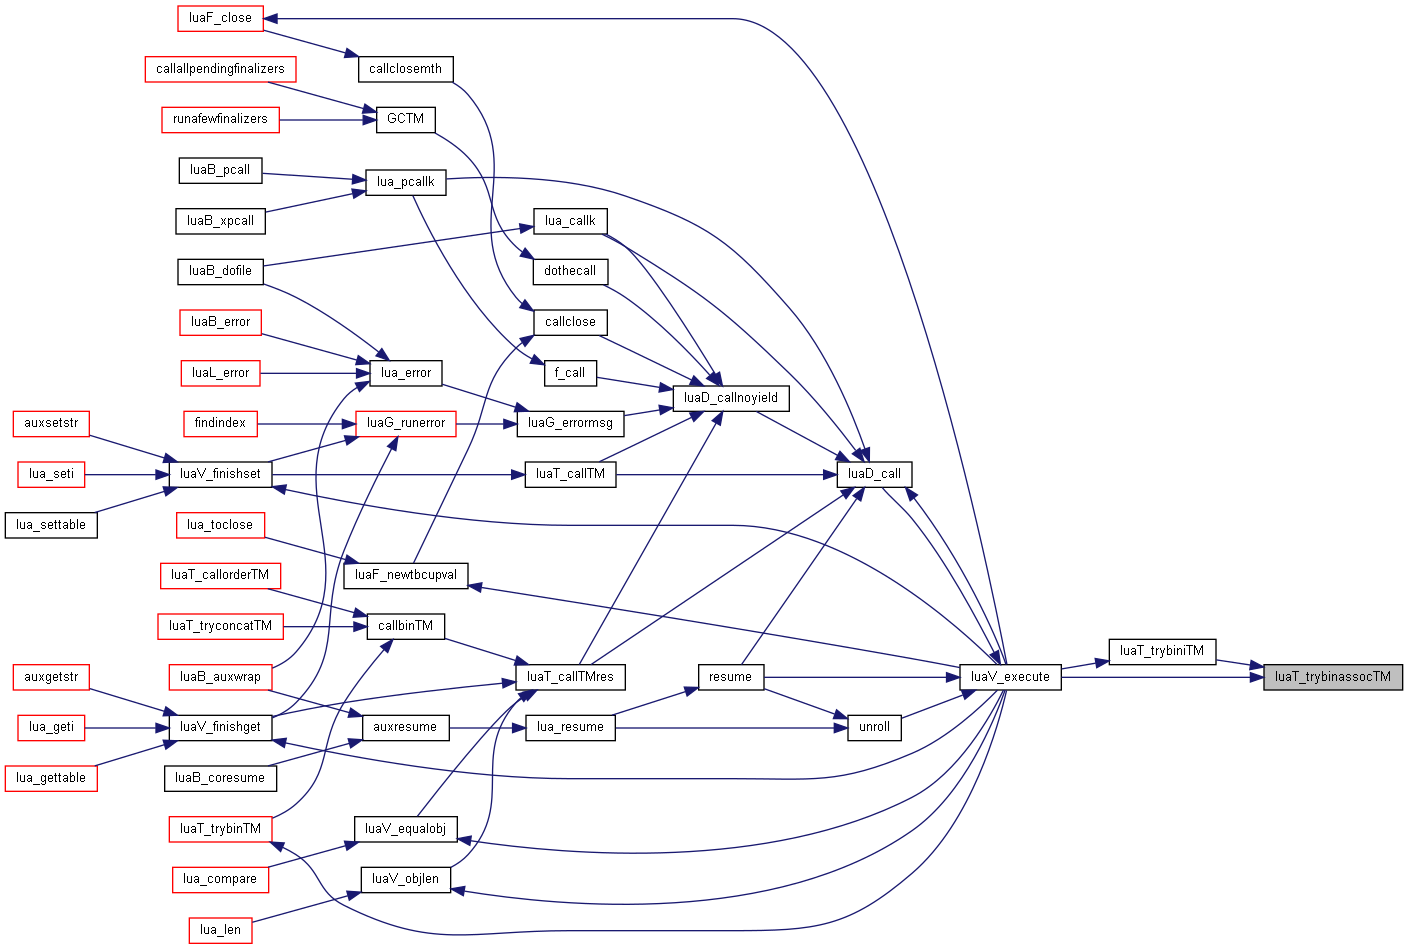 luaF_close
callclosemth
callallpendingfinalizers
GCTM
runafewfinalizers
luaB_pcall
lua_pcallk
luaB_xpcall
lua_callk
luaB_dofile
dothecall
luaB_error
callclose
luaL_error
lua_error
f_call
luaD_callnoyield
auxsetstr
findindex
luaG_runerror
luaG_errormsg
lua_seti
luaV_finishset
luaT_callTM
luaD_call
lua_settable
lua_toclose
luaT_callorderTM
luaF_newtbcupval
luaT_tryconcatTM
callbinTM
luaT_trybiniTM
auxgetstr
luaB_auxwrap
luaT_callTMres
resume
luaV_execute
luaT_trybinassocTM
lua_geti
luaV_finishget
auxresume
lua_resume
unroll
lua_gettable
luaB_coresume
luaT_trybinTM
luaV_equalobj
lua_compare
luaV_objlen
lua_len